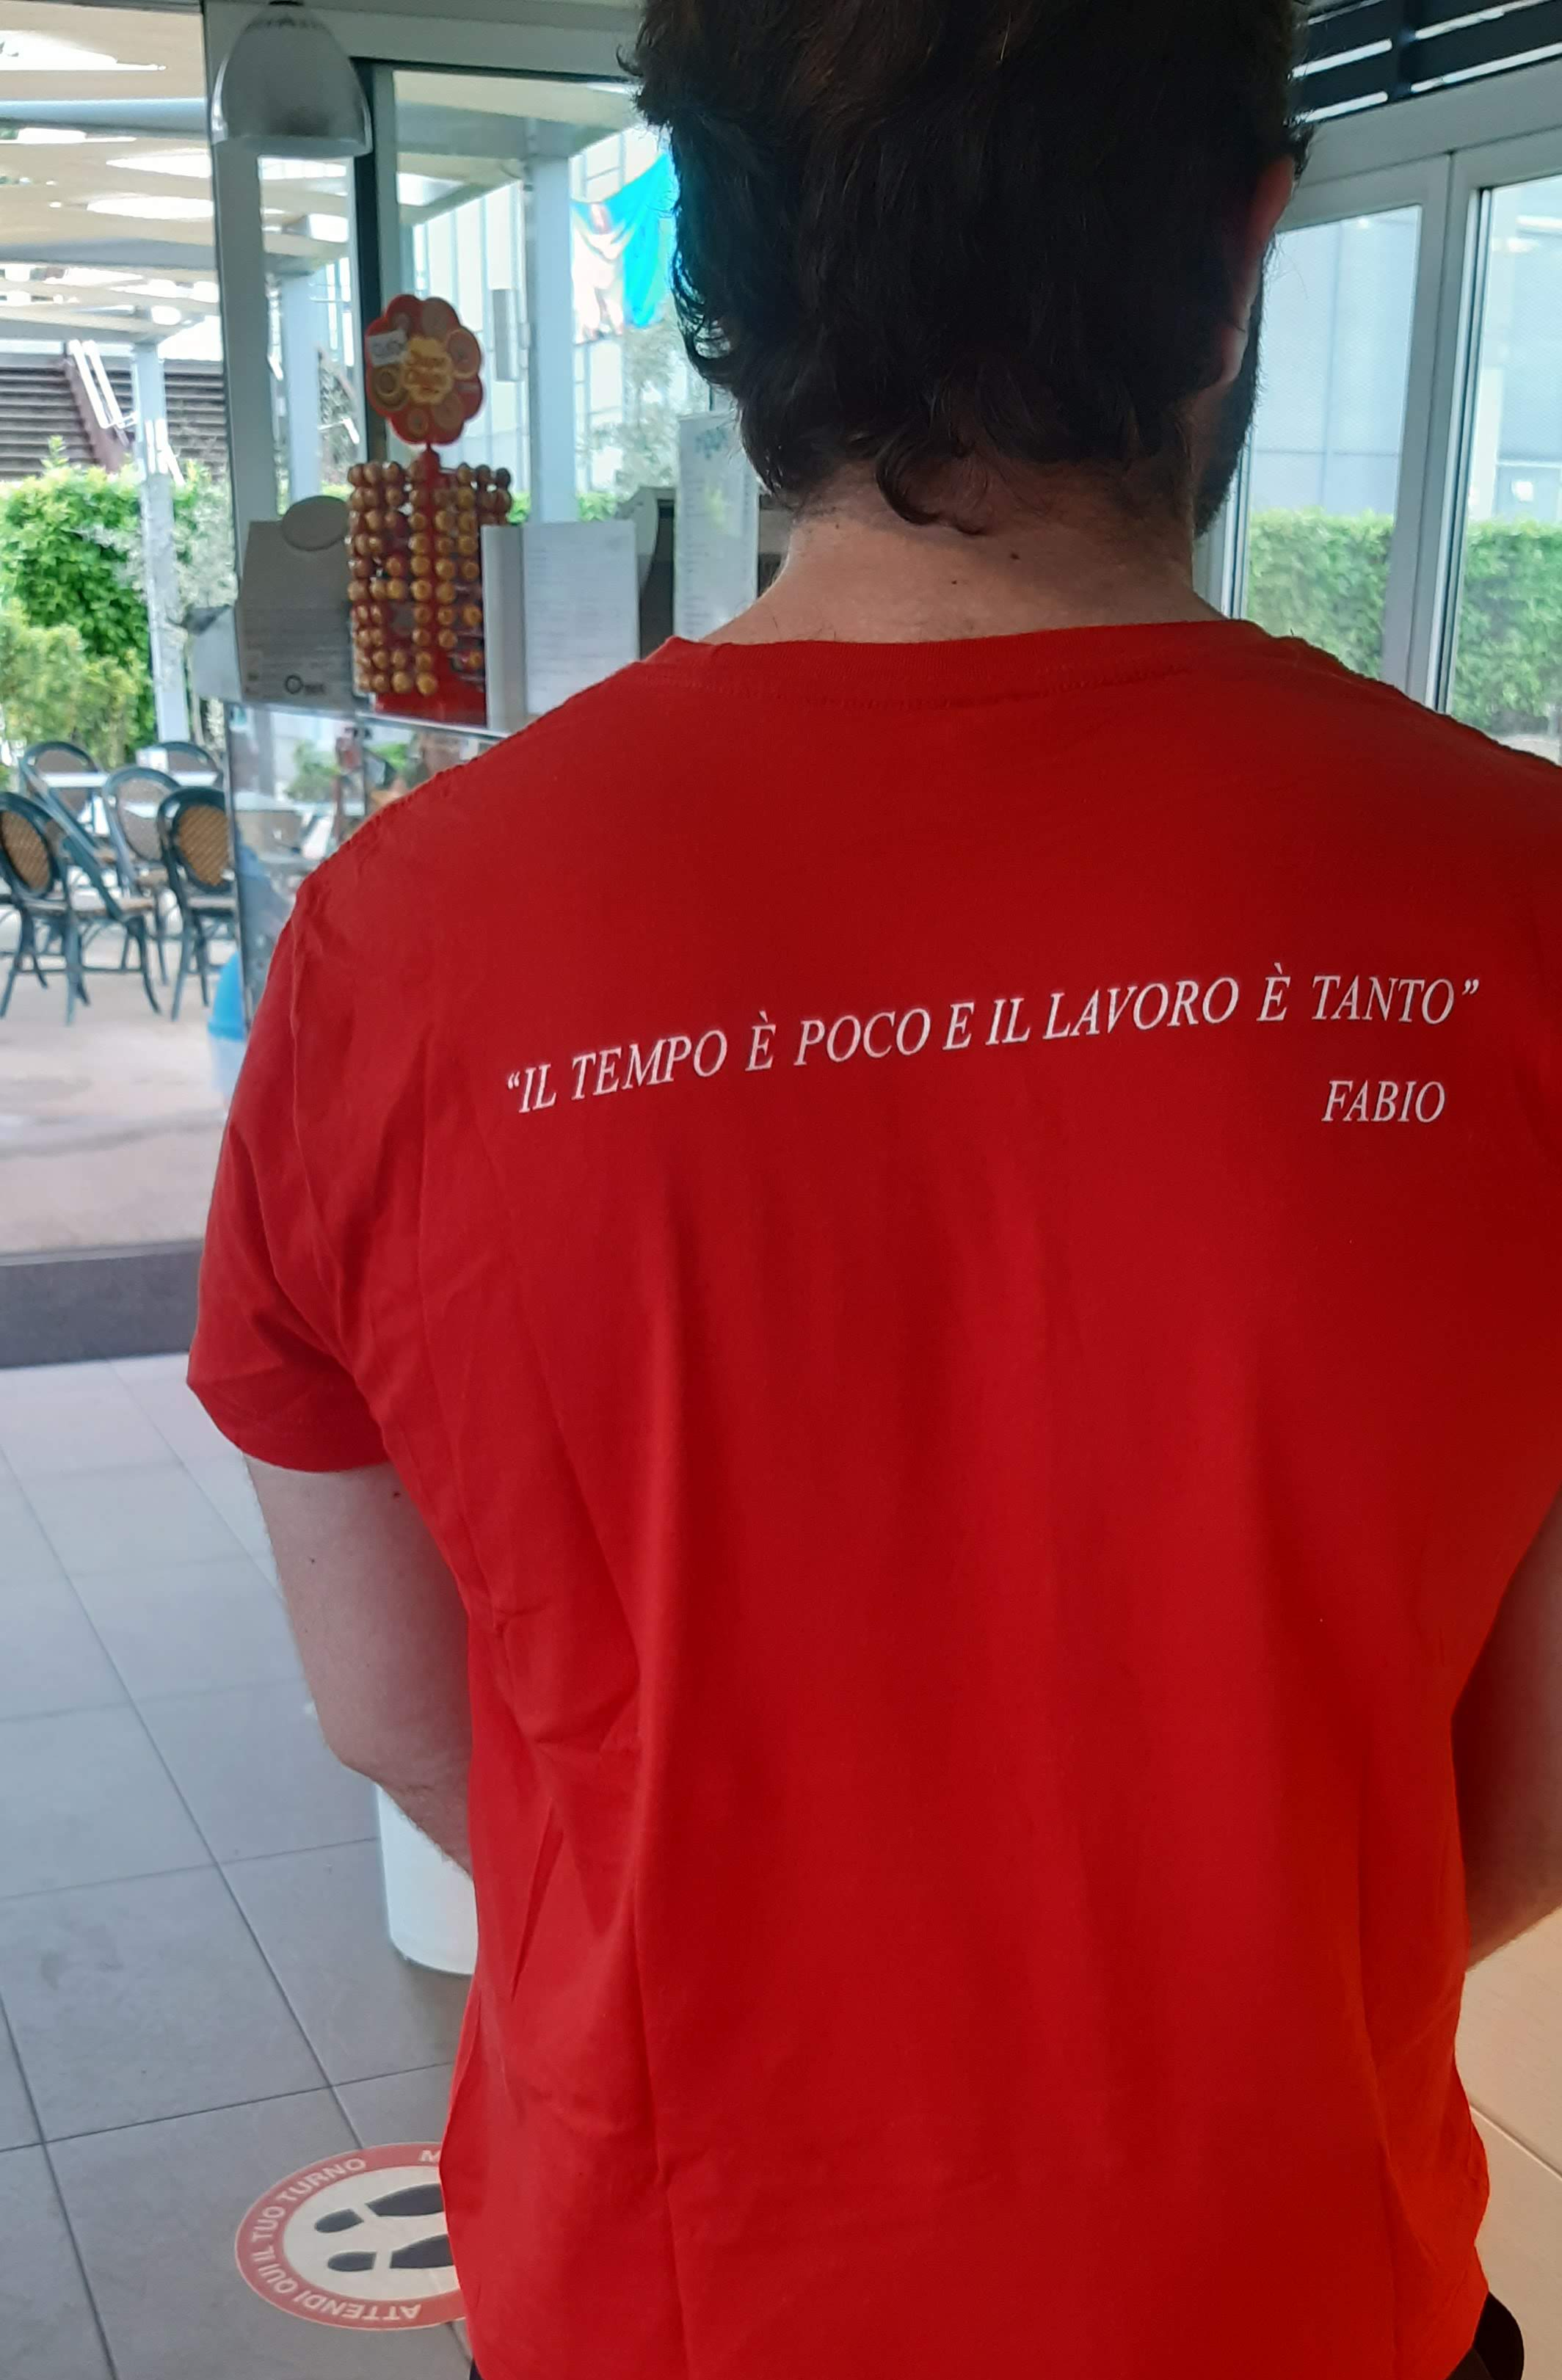 “IL TEMPO È POCO E IL LAVORO È TANTO”
FABIO
ATTENDI QUI IL TUO TURNO M